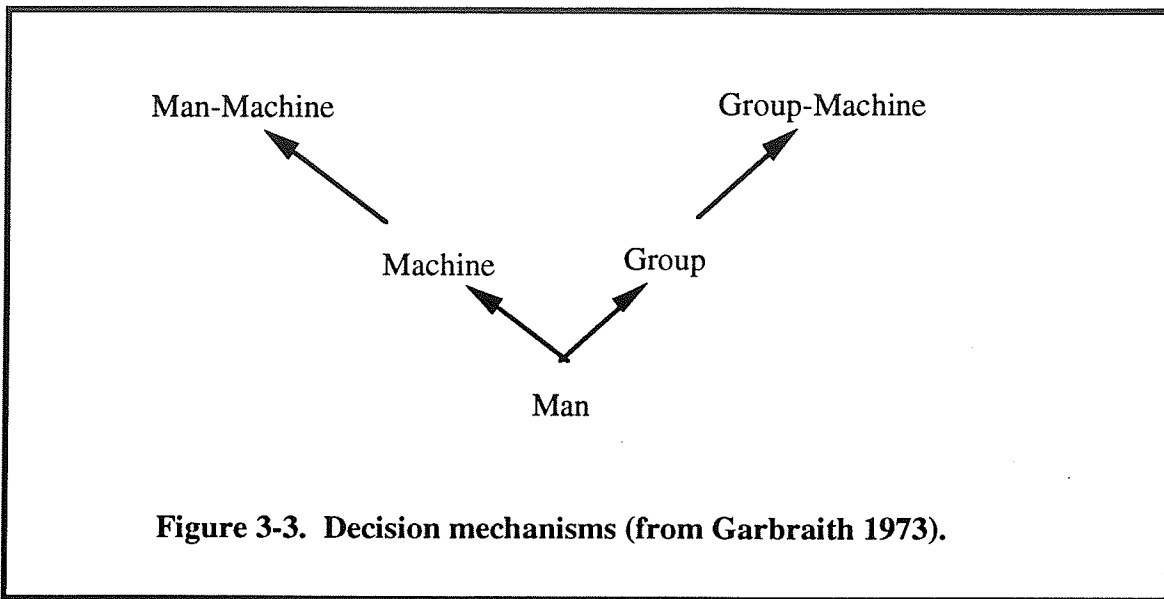 Man-Machine Group-Machine
Machine Group
Man
Figure 3-3. Decision mechanisms (from Garbraith 1973).